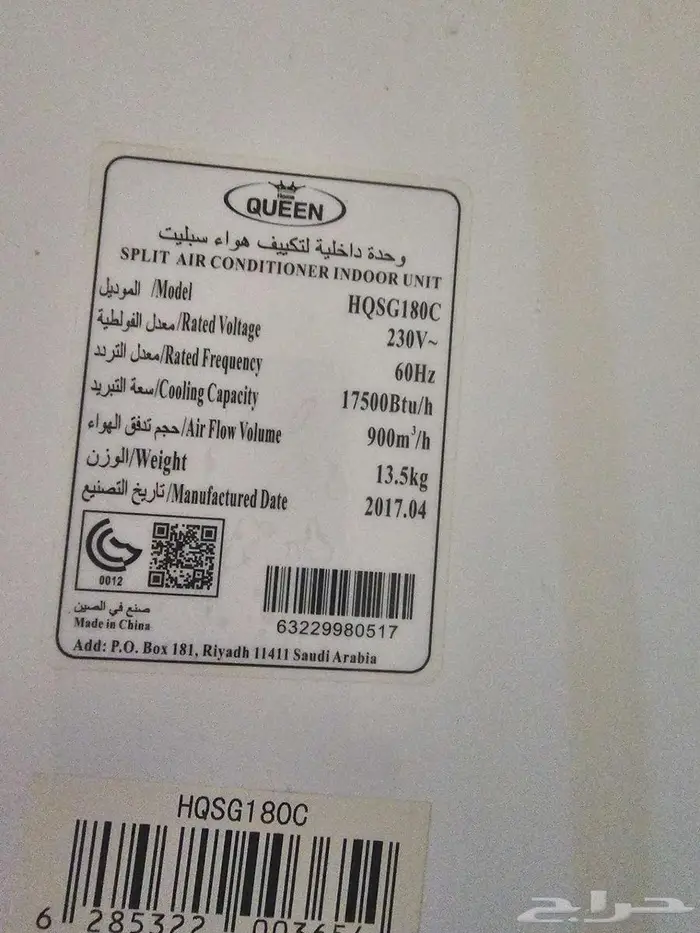 Home
QUEEN
وحدة داخلية لتكييف هواء سبليت
SPLIT AIR CONDITIONER INDOOR UNIT
الموديل /Model HQSG180C
معدل الفولطية/Rated Voltage 230V~
معدل التردد/Rated Frequency 60Hz
سعة التبريد/Cooling Capacity 17500Btu/h
حجم تدفق الهواء/Air Flow Volume 900m³/h
الوزن/Weight 13.5kg
تاريخ التصنيع/Manufactured Date 2017.04
0012
63229980517
صنع في الصين
Made in China
Add: P.O. Box 181, Riyadh 11411 Saudi Arabia
HQSG180C
6 285322 003654
حراج